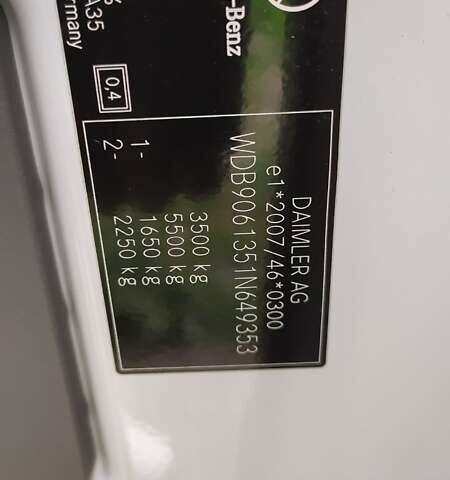 -Benz
A35
rmany
0,4
DAIMLER AG
e1*2007/46*0300
WDB9061351N649353
3500 kg
5500 kg
1- 1650 kg
2- 2250 kg